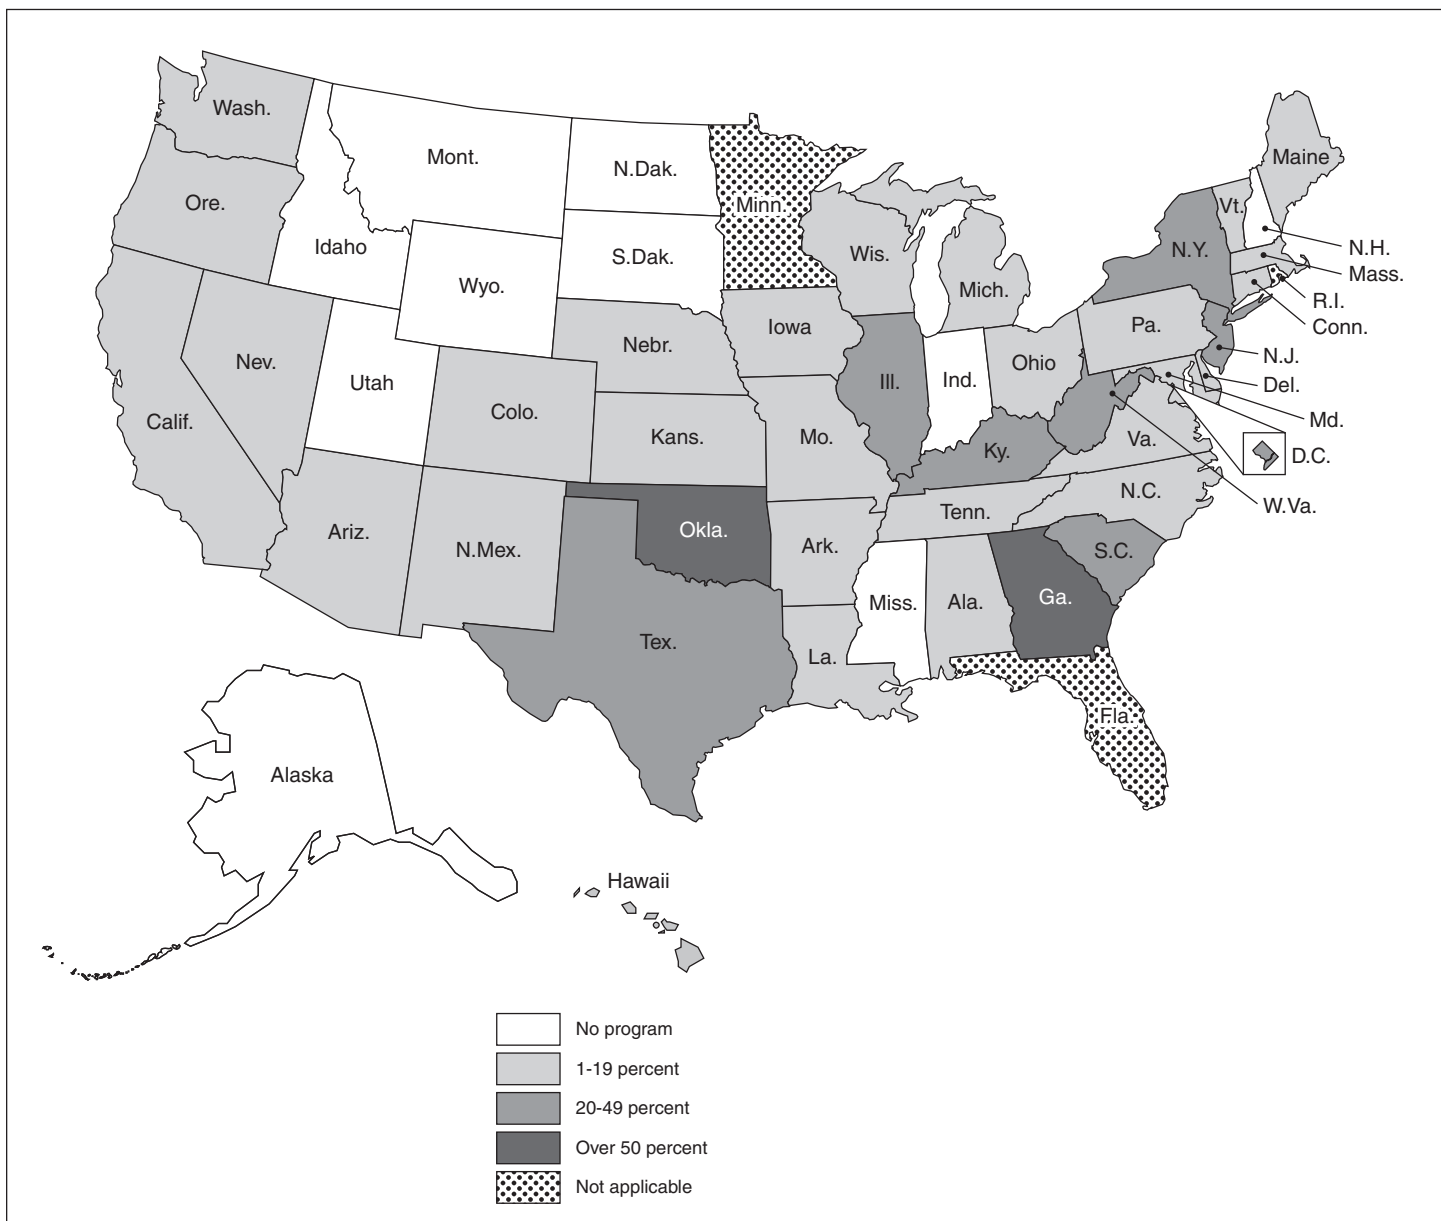 Wash.
Maine
Mont.
N.Dak.
Minn.
Ore.
Vt.
Idaho
S.Dak.
Wis.
N.Y.
N.H.
Mass.
Wyo.
Mich.
R.I.
Iowa
Pa.
Conn.
Nebr.
N.J.
Nev.
Utah
Ill.
Ind.
Ohio
Del.
Colo.
Calif.
Kans.
Mo.
Ky.
Va.
Md.
D.C.
N.C.
W.Va.
Ariz.
N.Mex.
Okla.
Ark.
Tenn.
S.C.
Miss.
Ala.
Ga.
Tex.
La.
Fla.
Alaska
Hawaii
No program
1-19 percent
20-49 percent
Over 50 percent
Not applicable